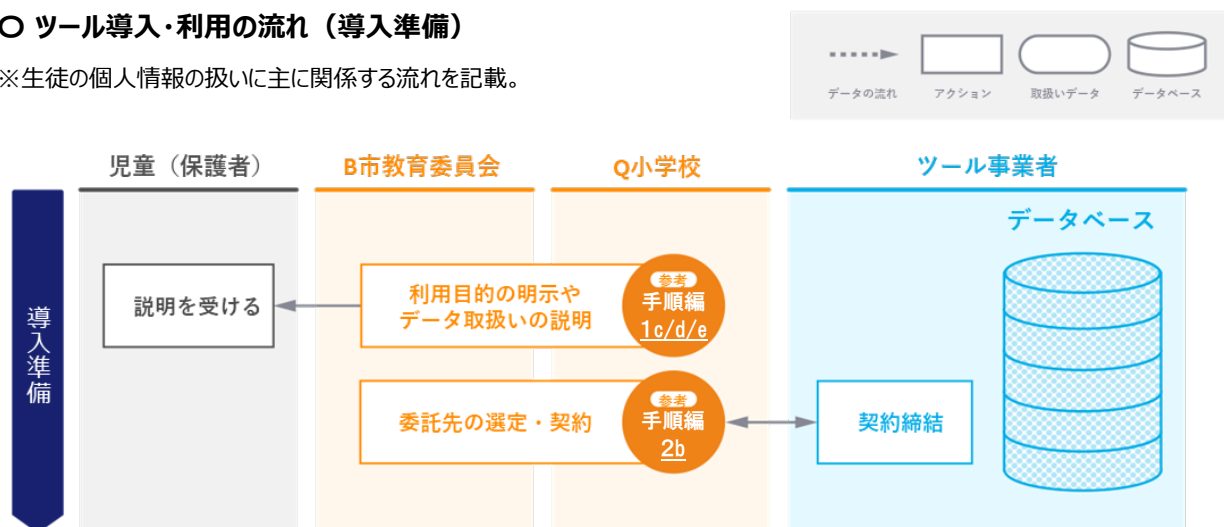 〇 ツール導入・利用の流れ（導入準備）
※生徒の個人情報の扱いに主に関係する流れを記載。
データの流れ
アクション
取扱いデータ
データベース
児童（保護者）
B市教育委員会
Q小学校
ツール事業者
導入準備
データベース
説明を受ける
利用目的の明示や
データ取扱いの説明
参考
手順編
1c/d/e
委託先の選定・契約
参考
手順編
2b
契約締結